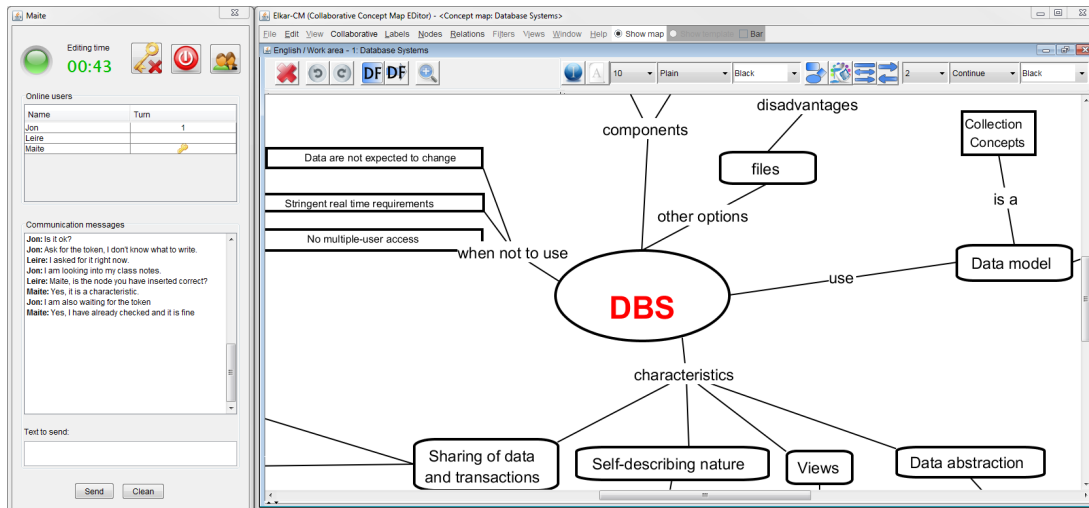 Maite
Editing time
00:43
Online users
Name Turn
Jon 1
Leire
Maite
Communication messages
Jon: Is it ok?
Jon: Ask for the token, I don't know what to write.
Leire: I asked for it right now.
Jon: I am looking into my class notes.
Leire: Maite, is the node you have inserted correct?
Maite: Yes, it is a characteristic.
Jon: I am also waiting for the token
Maite: Yes, I have already checked and it is fine
Text to send:
Send Clean
Elkar-CM (Collaborative Concept Map EDitor) - <Concept map: Database Systems>
File Edit View Collaborative Labels Nodes Relations Filters Views Window Help Show map Show template Bar
English / Work area - 1: Database Systems
DF DF A 10 Plain Black 2 Continue Black
disadvantages
components
Collection
Concepts
Data are not expected to change
files
is a
Stringent real time requirements
other options
No multiple-user access
when not to use
Data model
use
DBS
characteristics
Sharing of data
and transactions
Self-describing nature
Views
Data abstraction